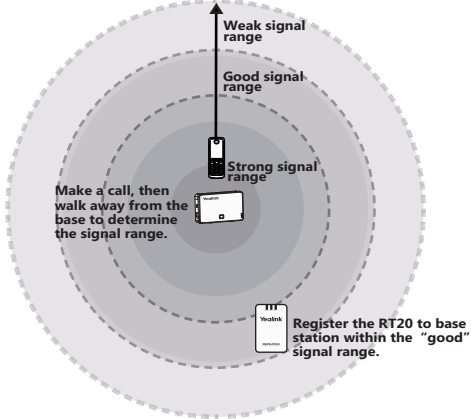 Weak signal
range
Good signal
range
Strong signal
range
Yealink
Make a call, then
walk away from the
base to determine
the signal range.
Yealink
REPEATER
Register the RT20 to base
station within the “good”
signal range.